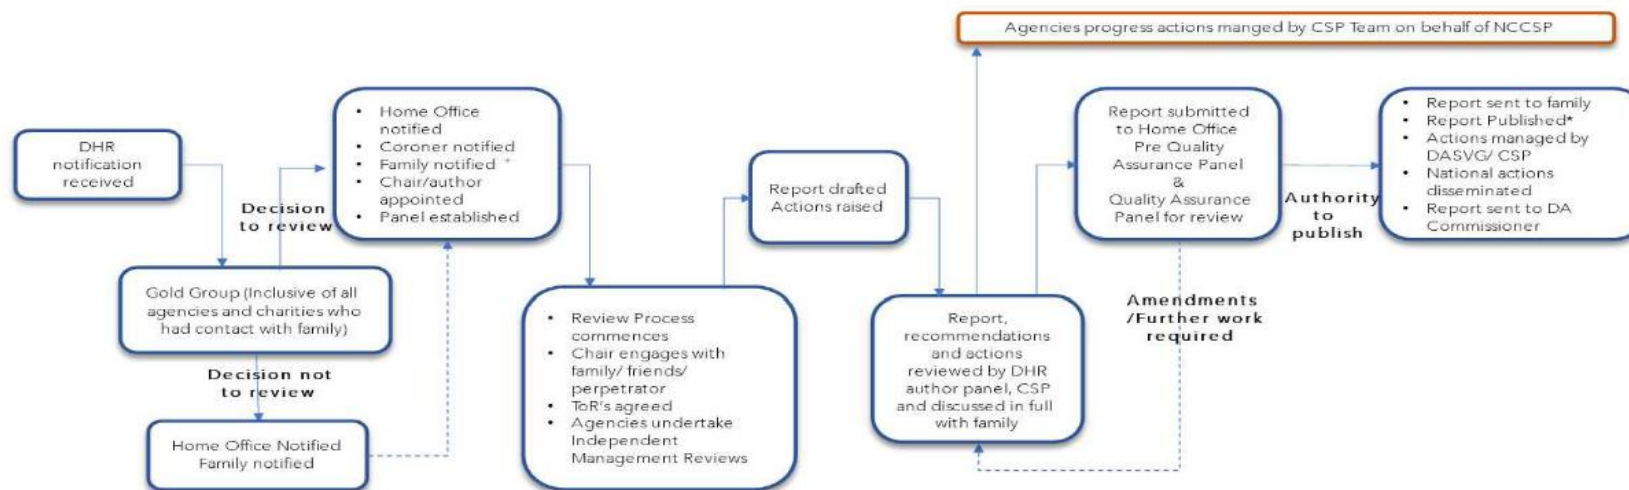 Agencies progress actions manged by CSP Team on behalf of NCCSP
DHR
notification
received
Decision
to review
Gold Group (Inclusive of all
agencies and charities who
had contact with family)
Decision not
to review
Home Office Notified
Family notified
• Home Office
notified
• Coroner notified
• Family notified +
• Chair/author
appointed
• Panel established
• Review Process
commences
• Chair engages with
family/ friends/
perpetrator
• ToR's agreed
• Agencies undertake
Independent
Management Reviews
Report drafted
Actions raised
Report,
recommendations
and actions
reviewed by DHR
author panel, CSP
and discussed in full
with family
Report submitted
to Home Office
Pre Quality
Assurance Panel
&
Quality Assurance
Panel for review
Amendments
/Further work
required
Authority
to
publish
• Report sent to family
• Report Published*
• Actions managed by
DASVG/ CSP
• National actions
disseminated
• Report sent to DA
Commissioner